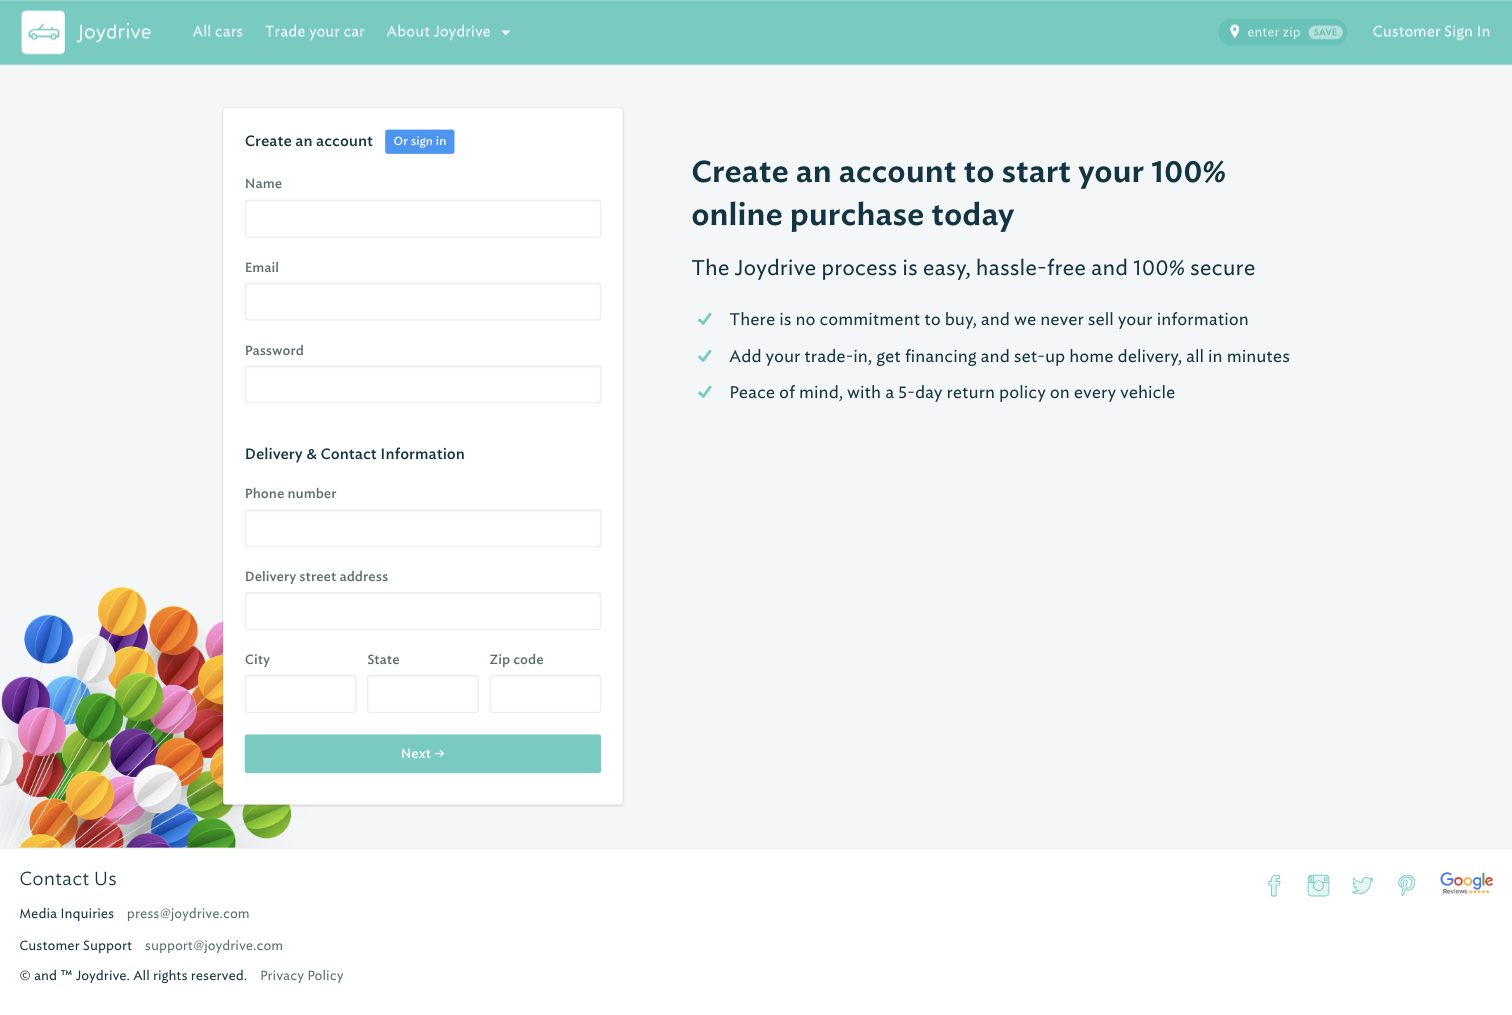 Joydrive
All cars
Trade your car
About Joydrive
enter zip
SAVE
Customer Sign In
Create an account
Or sign in
Name
Email
Password
Delivery & Contact Information
Phone number
Delivery street address
City
State
Zip code
Next →
Create an account to start your 100%
online purchase today
The Joydrive process is easy, hassle-free and 100% secure
There is no commitment to buy, and we never sell your information
Add your trade-in, get financing and set-up home delivery, all in minutes
Peace of mind, with a 5-day return policy on every vehicle
Contact Us
Media Inquiries press@joydrive.com
Customer Support support@joydrive.com
© and ™ Joydrive. All rights reserved. Privacy Policy
Google
Reviews